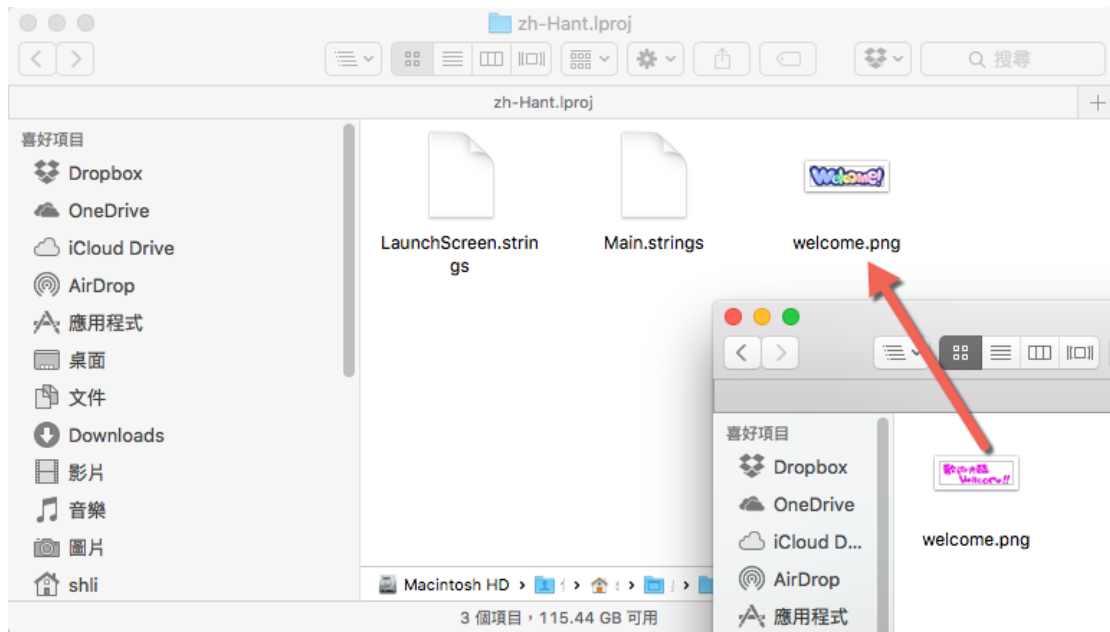 zh-Hant.lproj
搜尋
zh-Hant.lproj
喜好項目
Dropbox
OneDrive
iCloud Drive
AirDrop
應用程式
桌面
文件
Downloads
影片
音樂
圖片
shli
Welcome!
LaunchScreen.strin
gs
Main.strings
welcome.png
Macintosh HD
3 個項目，115.44 GB 可用
喜好項目
Dropbox
OneDrive
iCloud D...
AirDrop
應用程式
Welcome!!
welcome.png